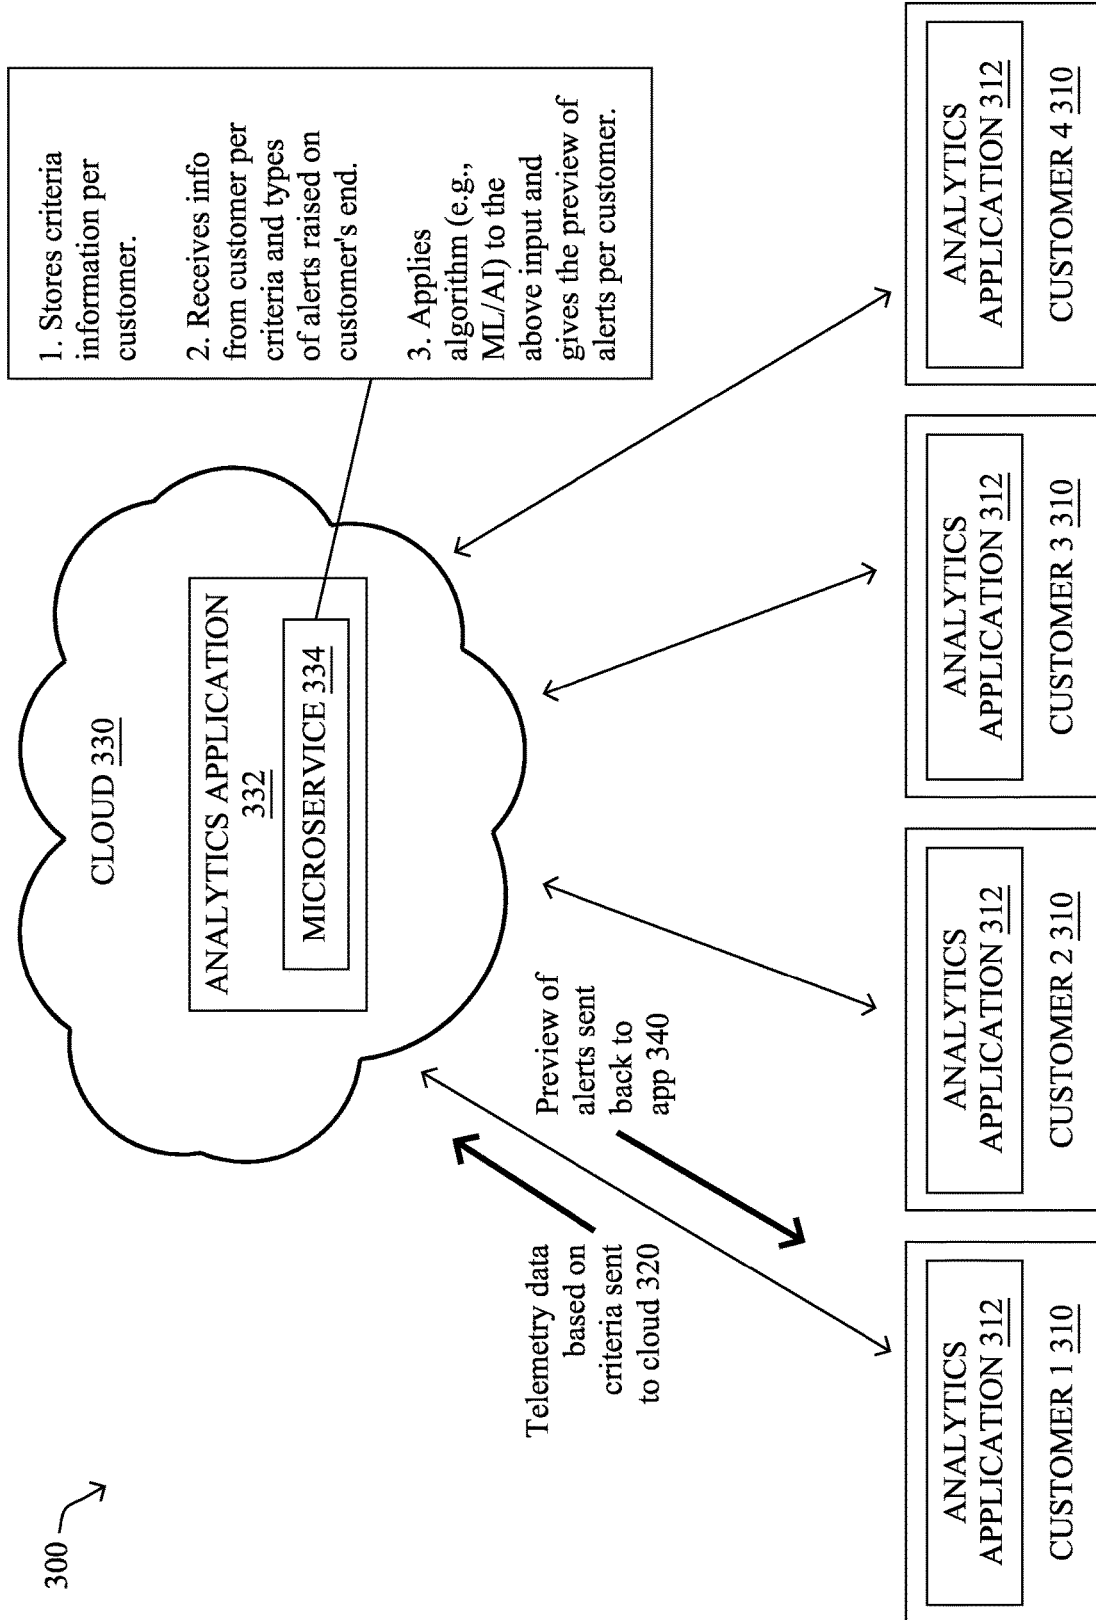 300
CLOUD 330
ANALYTICS APPLICATION
332
MICROSERVICE 334
1. Stores criteria
information per
customer.
2. Receives info
from customer per
criteria and types
of alerts raised on
customer's end.
3. Applies
algorithm (e.g.,
ML/AI) to the
above input and
gives the preview of
alerts per customer.
Telemetry data
based on
criteria sent
to cloud 320
Preview of
alerts sent
back to
app 340
ANALYTICS
APPLICATION 312
CUSTOMER 1 310
ANALYTICS
APPLICATION 312
CUSTOMER 2 310
ANALYTICS
APPLICATION 312
CUSTOMER 3 310
ANALYTICS
APPLICATION 312
CUSTOMER 4 310